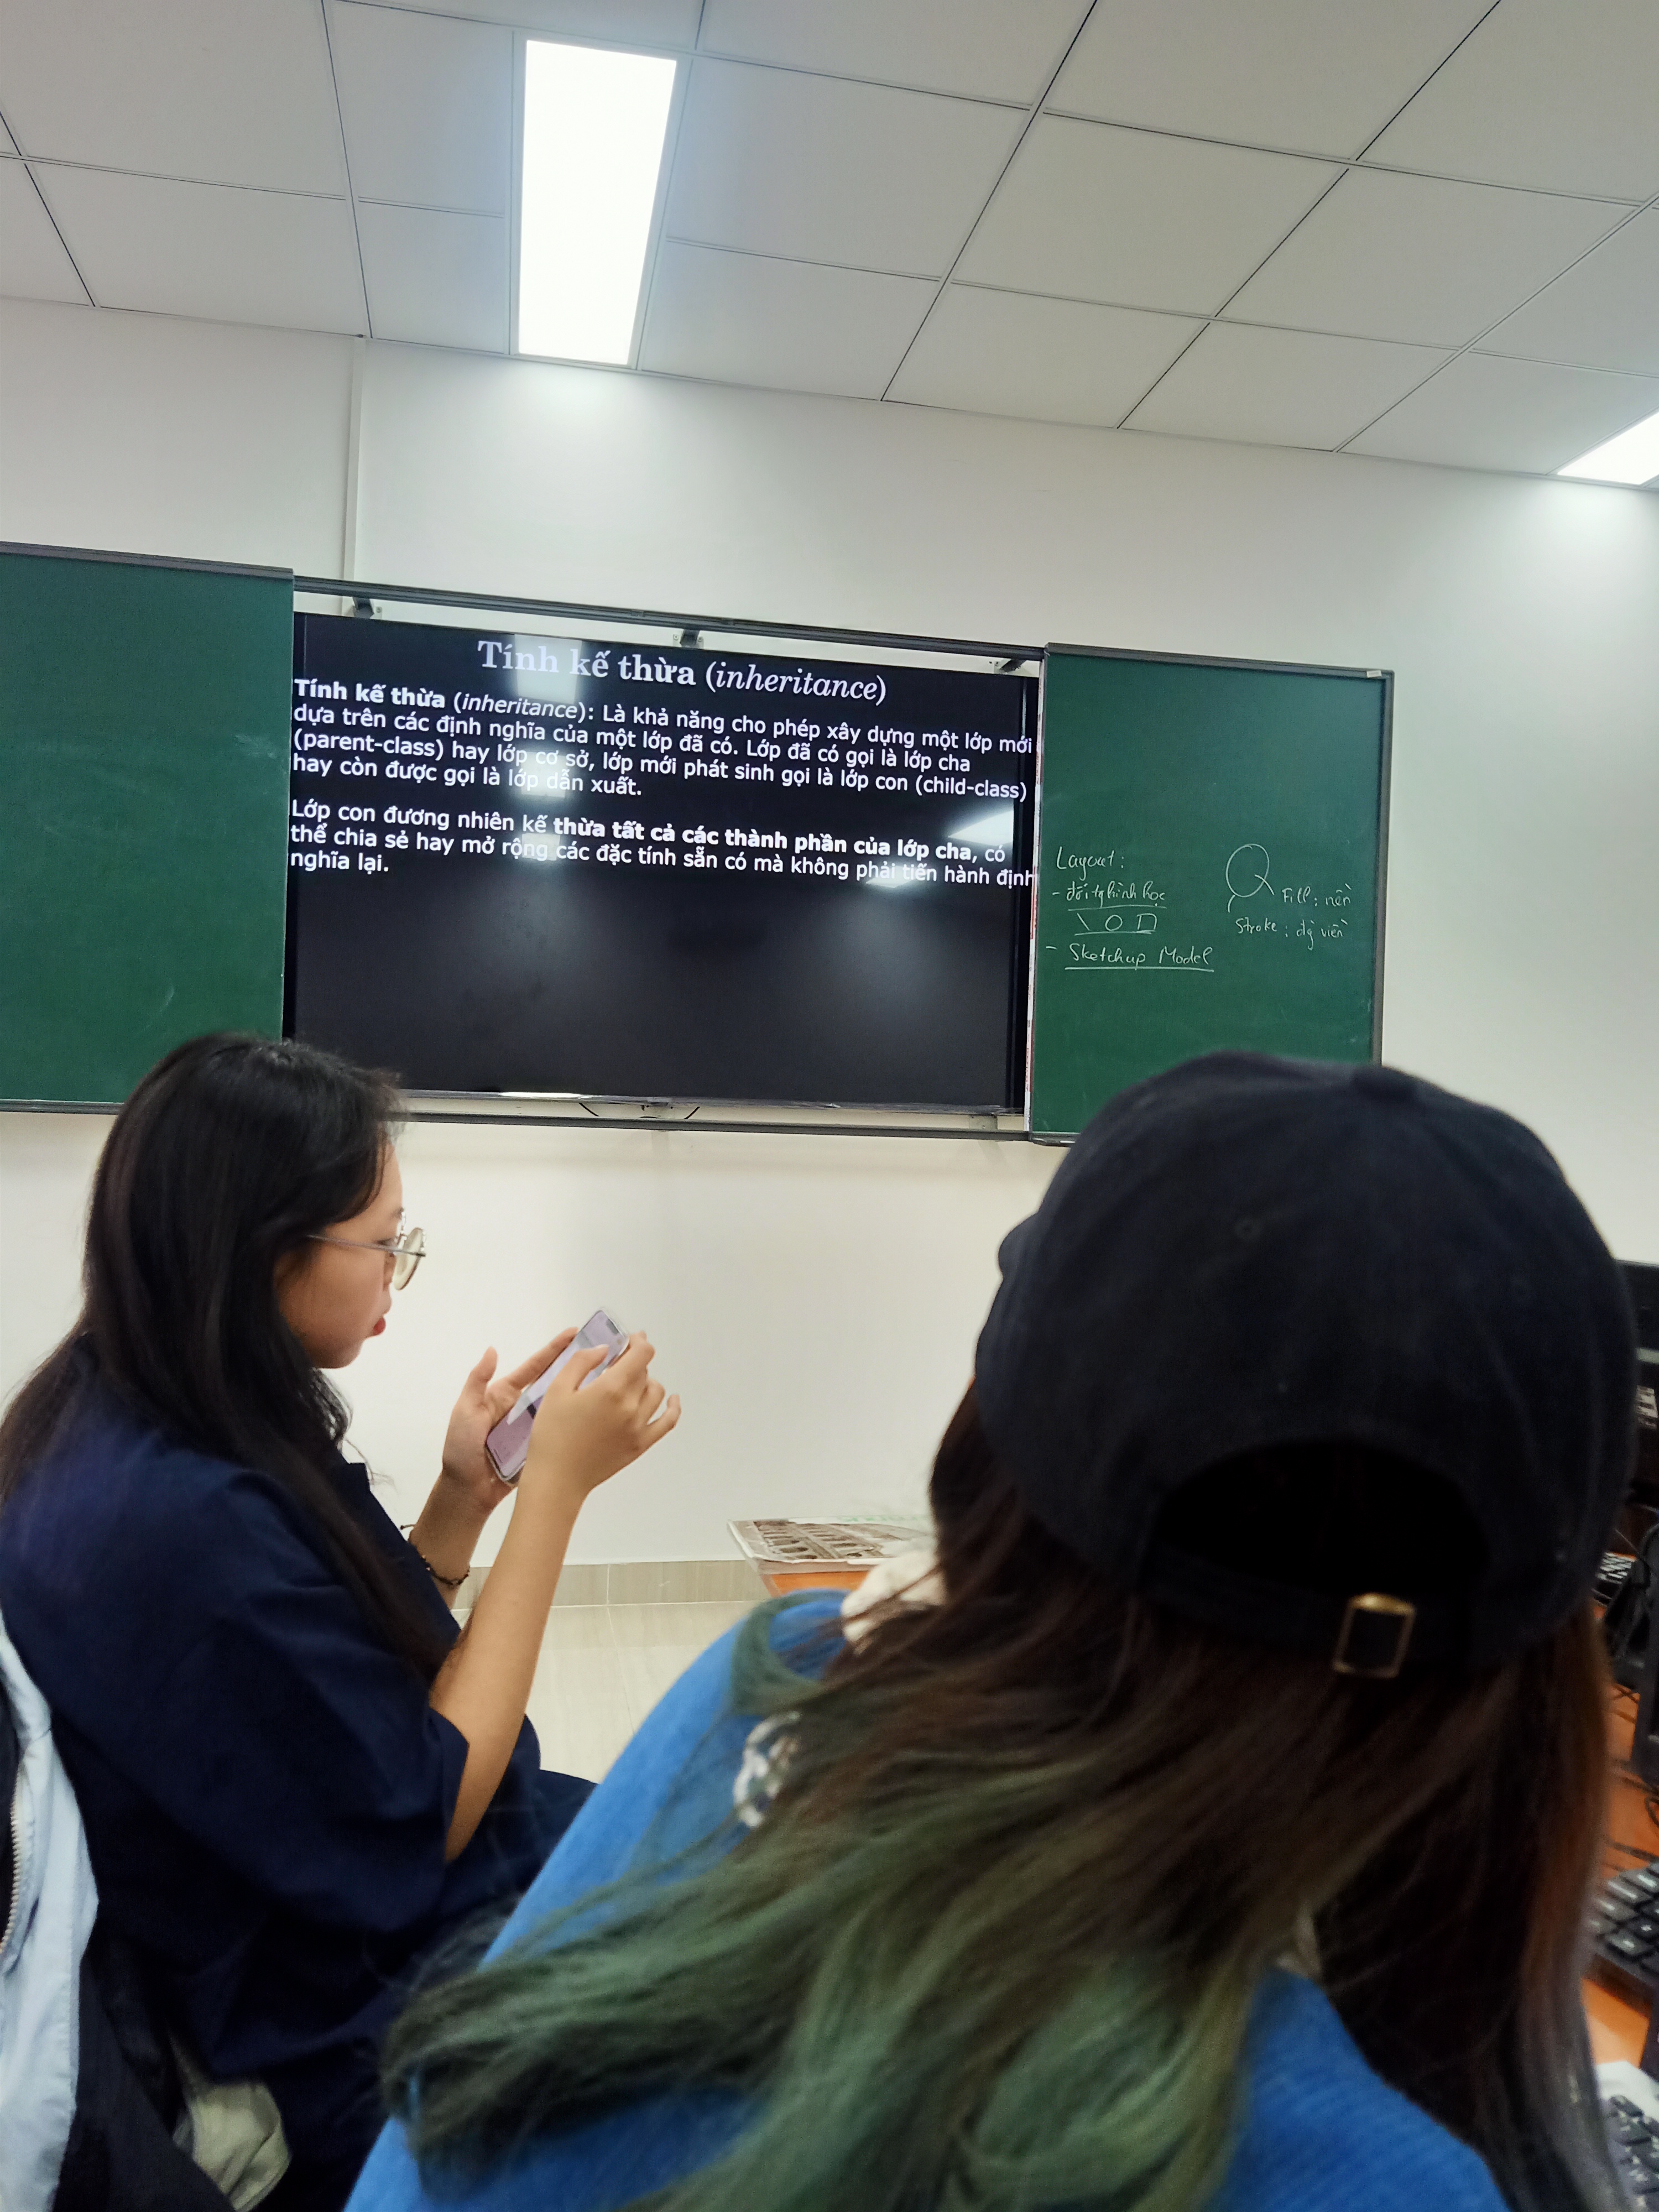 Tính kế thừa (inheritance)
Tính kế thừa (inheritance): Là khả năng cho phép xây dựng một lớp mới
dựa trên các định nghĩa của một lớp đã có. Lớp đã có gọi là lớp cha
(parent-class) hay lớp cơ sở, lớp mới phát sinh gọi là lớp con (child-class)
hay còn được gọi là lớp dẫn xuất.
Lớp con đương nhiên kế thừa tất cả các thành phần của lớp cha, có
thể chia sẻ hay mở rộng các đặc tính sẵn có mà không phải tiến hành định
nghĩa lại.
Layout:
- đối tg hình học
- Sketchup Model
Fill: nền
Stroke: đg viền